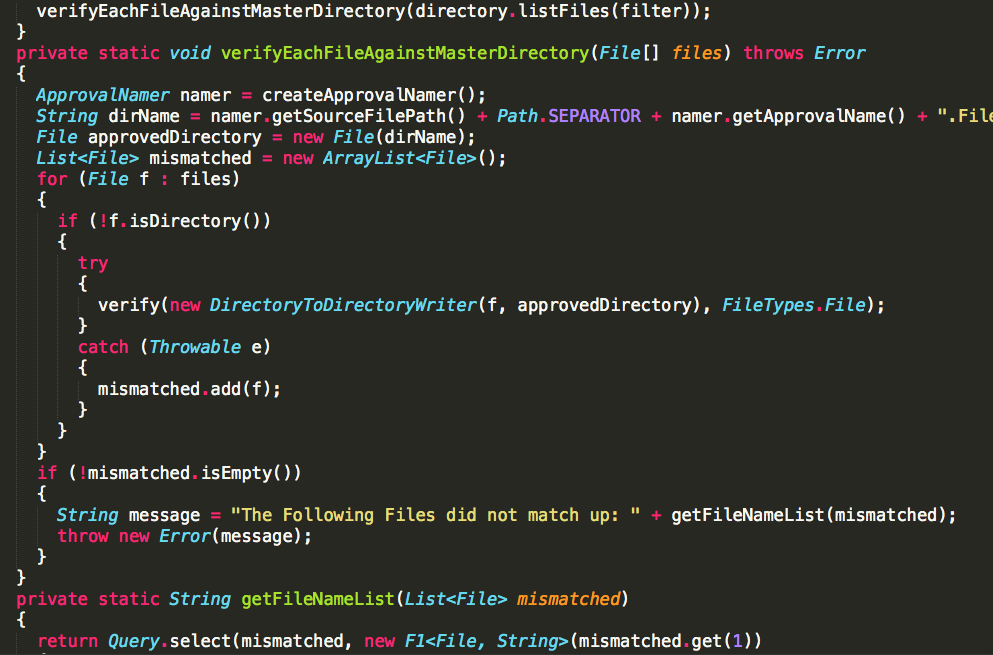 verifyEachFileAgainstMasterDirectory(directory.listFiles(filter));
}
private static void verifyEachFileAgainstMasterDirectory(File[] files) throws Error
{
ApprovalNamer namer = createApprovalNamer();
String dirName = namer.getSourceFilePath() + Path.SEPARATOR + namer.getApprovalName() + ".File
File approvedDirectory = new File(dirName);
List<File> mismatched = new ArrayList<File>();
for (File f : files)
{
if (!f.isDirectory())
{
try
{
verify(new DirectoryToDirectoryWriter(f, approvedDirectory), FileTypes.File);
}
catch (Throwable e)
{
mismatched.add(f);
}
}
}
if (!mismatched.isEmpty())
{
String message = "The Following Files did not match up: " + getFileNameList(mismatched);
throw new Error(message);
}
}
private static String getFileNameList(List<File> mismatched)
{
return Query.select(mismatched, new F1<File, String>(mismatched.get(1))